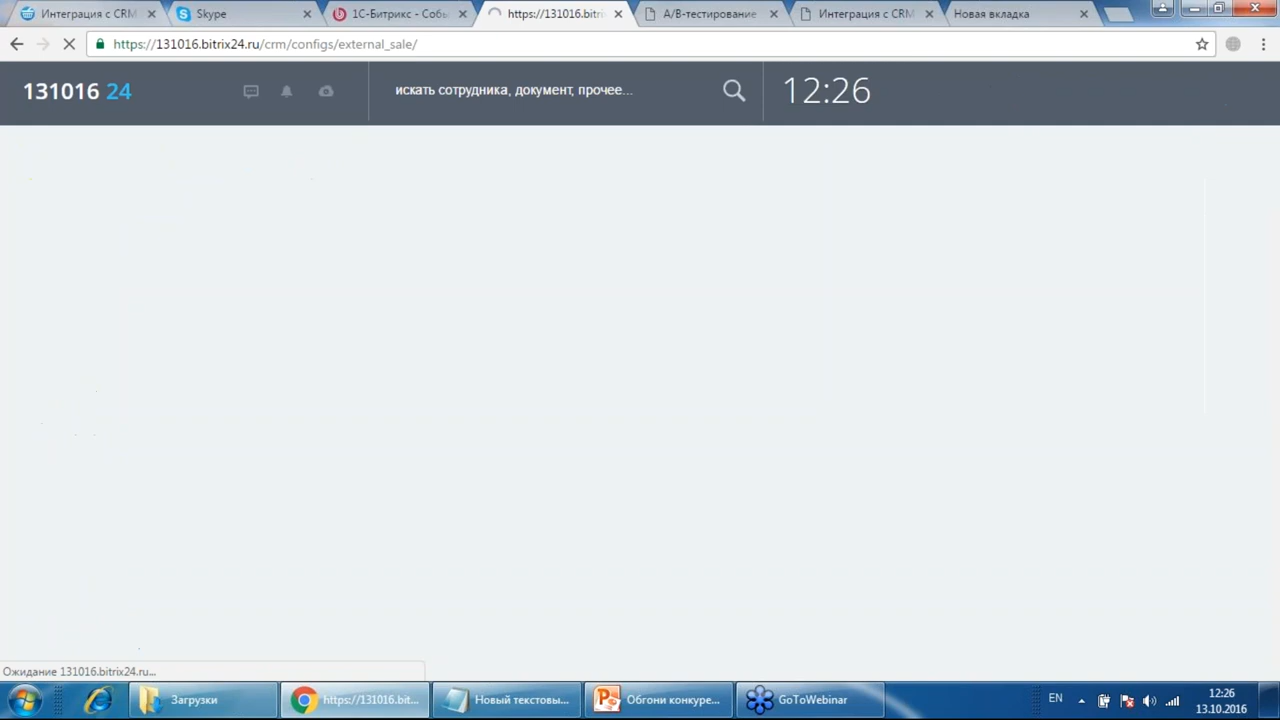 Интеграция с CRM
Skype
1С-Битрикс - Собы
https://131016.bitri
A/B-тестирование
Интеграция с CRM
Новая вкладка
https://131016.bitrix24.ru/crm/configs/external_sale/
131016 24
искать сотрудника, документ, прочее...
12:26
Ожидание 131016.bitrix24.ru...
Загрузки
https://131016.bit...
Новый текстовы...
Обгони конкуре...
GoToWebinar
EN
12:26
13.10.2016